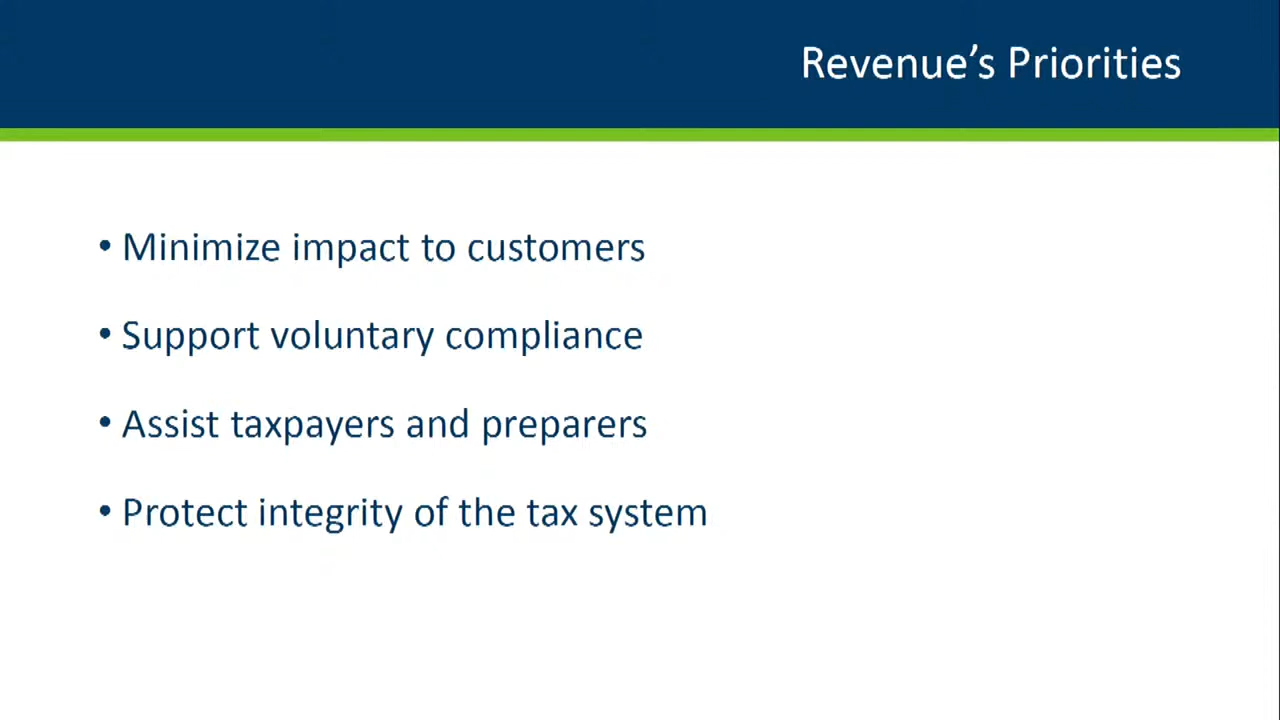 Revenue’s Priorities
• Minimize impact to customers
• Support voluntary compliance
• Assist taxpayers and preparers
• Protect integrity of the tax system